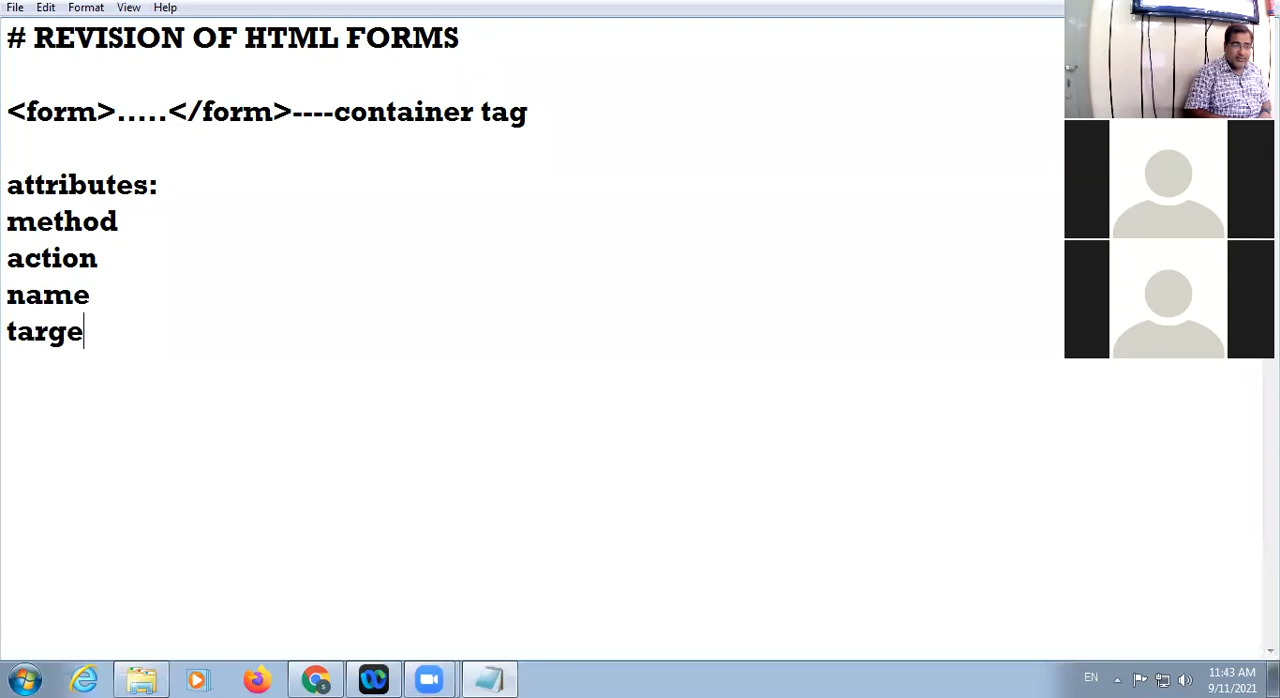 File Edit Format View Help
# REVISION OF HTML FORMS
<form>.....</form>----container tag
attributes:
method
action
name
targe
EN
11:43 AM
9/11/2021